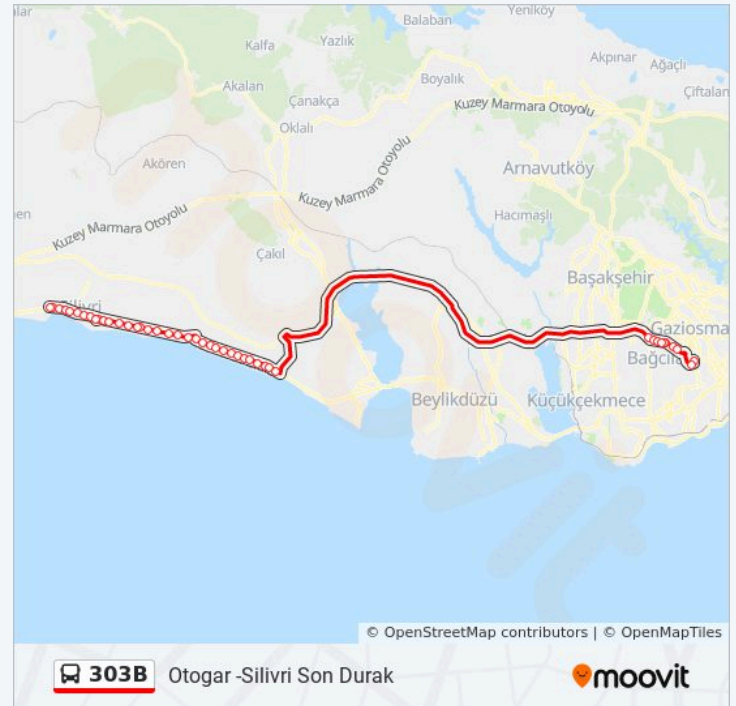 Yeniköy
Balaban
Yazlık
Kalfa
Akpınar
Ağaçlı
Akalan
Boyalık
Çiftalan
Çanakça
Kuzey Marmara Otoyolu
Oklalı
Akören
Arnavutköy
Kuzey Marmara Otoyolu
Hacımaşlı
Kuzey Marmara Otoyolu
Çakıl
Başakşehir
Silivri
Gaziosma
Bağcıla
Beylikdüzü
Küçükçekmece
© OpenStreetMap contributors | © OpenMapTiles
303B Otogar -Silivri Son Durak moovit